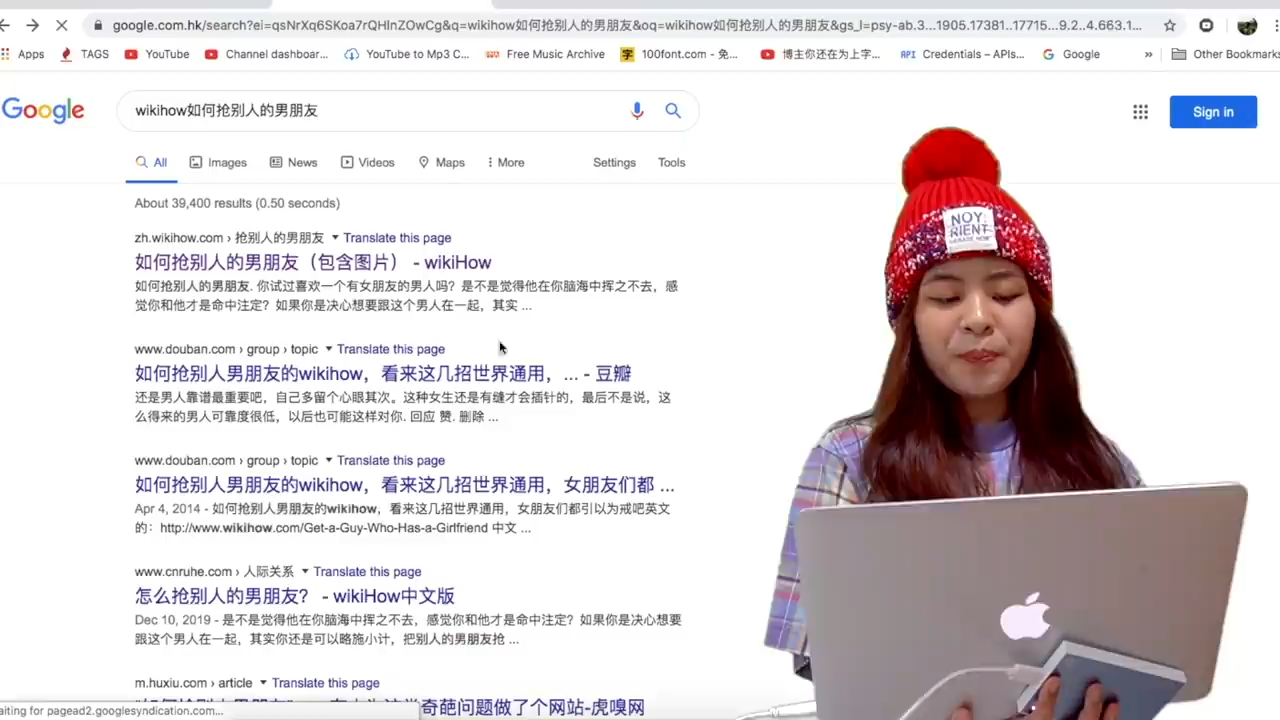 google.com.hk/search?ei=qsNrXq6SKoa7rQHlnZOwCg&q=wikihow如何抢别人的男朋友&oq=wikihow如何抢别人的男朋友&gs_l=psy-ab.3...1905.17381..17715...9.2..4.663.1...
Apps TAGS YouTube Channel dashboar... YouTube to Mp3 C... Free Music Archive 字 100font.com - 免... 博主你还在为上字... API Credentials – APIs... Google » Other Bookmarks
Google wikihow如何抢别人的男朋友 Sign in
All Images News Videos Maps More Settings Tools
About 39,400 results (0.50 seconds)
zh.wikihow.com › 抢别人的男朋友 ▼ Translate this page
如何抢别人的男朋友（包含图片） - wikiHow
如何抢别人的男朋友. 你试过喜欢一个有女朋友的男人吗？是不是觉得他在你脑海中挥之不去，感
觉你和他才是命中注定？如果你是决心想要跟这个男人在一起，其实 ...
www.douban.com › group › topic ▼ Translate this page
如何抢别人男朋友的wikihow，看来这几招世界通用，... - 豆瓣
还是男人靠谱最重要吧，自己多留个心眼其次。这种女生还是有缝才会插针的，最后不是说，这
么得来的男人可靠度很低，以后也可能这样对你. 回应 赞. 删除 ...
www.douban.com › group › topic ▼ Translate this page
如何抢别人男朋友的wikihow，看来这几招世界通用，女朋友们都 ...
Apr 4, 2014 - 如何抢别人男朋友的wikihow，看来这几招世界通用，女朋友们都引以为戒吧英文
的：http://www.wikihow.com/Get-a-Guy-Who-Has-a-Girlfriend 中文 ...
www.cnruhe.com › 人际关系 ▼ Translate this page
怎么抢别人的男朋友？ - wikiHow中文版
Dec 10, 2019 - 是不是觉得他在你脑海中挥之不去，感觉你和他才是命中注定？如果你是决心想要
跟这个男人在一起，其实你还是可以略施小计，把别人的男朋友抢 ...
m.huxiu.com › article ▼ Translate this page
奇葩问题做了个网站-虎嗅网
aiting for pagead2.googlesyndication.com...
NOY.
RIENT